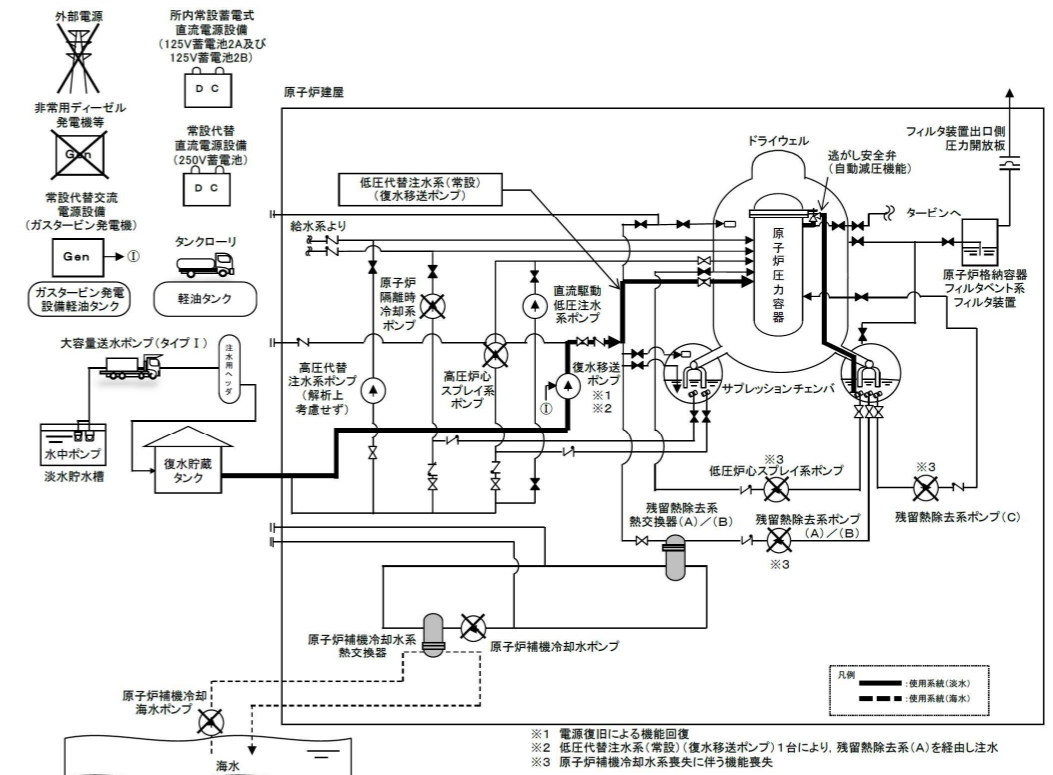 外部電源
所内常設蓄電式
直流電源設備
(125V蓄電池2A及び
125V蓄電池2B)
D C
非常用ディーゼル
発電機等
Gen
常設代替
直流電源設備
(250V蓄電池)
D C
常設代替交流
電源設備
(ガスタービン発電機)
Gen
①
ガスタービン発電
設備軽油タンク
タンクローリ
軽油タンク
大容量送水ポンプ(タイプⅠ)
注水用ヘッダ
水中ポンプ
淡水貯水槽
復水貯蔵
タンク
原子炉建屋
低圧代替注水系(常設)
(復水移送ポンプ)
給水系より
原子炉
隔離時
冷却系
ポンプ
高圧代替
注水系ポンプ
(解析上
考慮せず)
高圧炉心
スプレイ系
ポンプ
直流駆動
低圧注水
系ポンプ
復水移送
ポンプ
※1
※2
①
ドライウェル
逃がし安全弁
(自動減圧機能)
原子炉圧力容器
タービンへ
フィルタ装置出口側
圧力開放板
原子炉格納容器
フィルタベント系
フィルタ装置
サプレッションチェンバ
※3
低圧炉心スプレイ系ポンプ
※3
残留熱除去系ポンプ(C)
残留熱除去系
熱交換器(A)/(B)
残留熱除去系ポンプ
(A)/(B)
※3
原子炉補機冷却水系
熱交換器
原子炉補機冷却水ポンプ
原子炉補機冷却
海水ポンプ
海水
凡例
:使用系統(淡水)
:使用系統(海水)
※1 電源復旧による機能回復
※2 低圧代替注水系(常設)(復水移送ポンプ)1台により,残留熱除去系(A)を経由し注水
※3 原子炉補機冷却水系喪失に伴う機能喪失